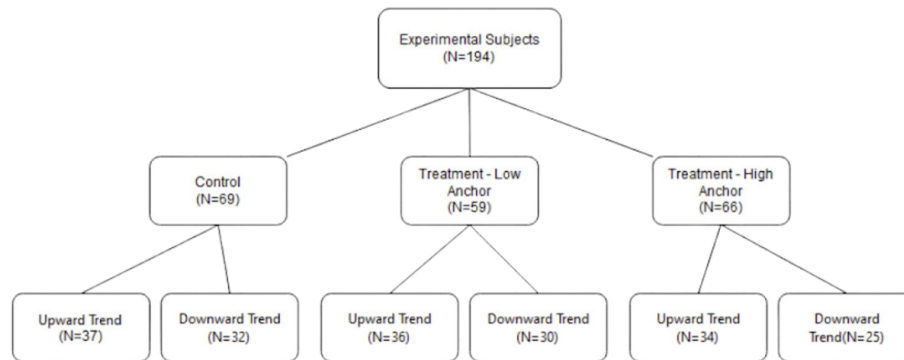 Experimental Subjects
(N=194)
Control
(N=69)
Treatment - Low
Anchor
(N=59)
Treatment - High
Anchor
(N=66)
Upward Trend
(N=37)
Downward Trend
(N=32)
Upward Trend
(N=36)
Downward Trend
(N=30)
Upward Trend
(N=34)
Downward
Trend(N=25)